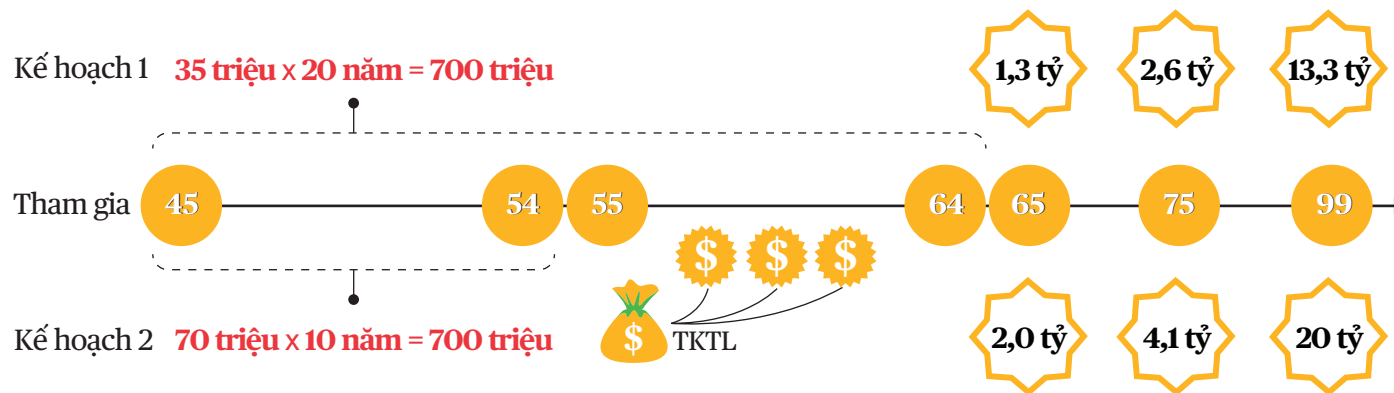 Kế hoạch 1 35 triệu x 20 năm = 700 triệu 1,3 tỷ 2,6 tỷ 13,3 tỷ
Tham gia 45 54 55 64 65 75 99
$ $ $
$ TKTL
Kế hoạch 2 70 triệu x 10 năm = 700 triệu 2,0 tỷ 4,1 tỷ 20 tỷ